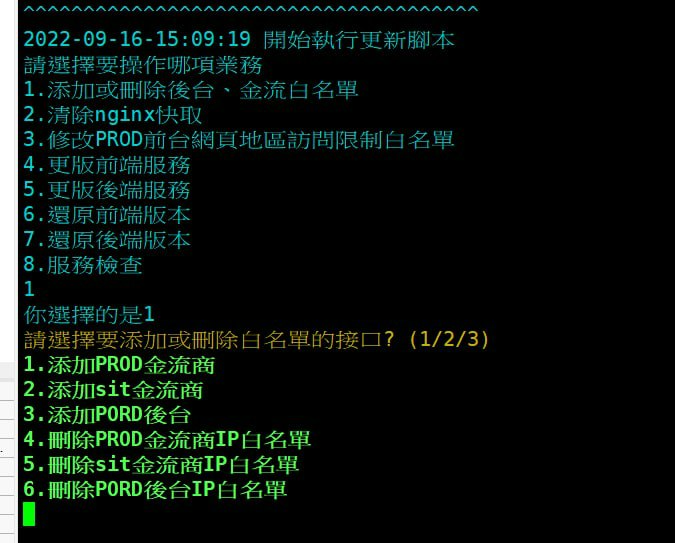 ^^^^^^^^^^^^^^^^^^^^^^^^^^^^^^^^^^^^^^
2022-09-16-15:09:19 開始執行更新腳本
請選擇要操作哪項業務
1.添加或刪除後台、金流白名單
2.清除nginx快取
3.修改PROD前台網頁地區訪問限制白名單
4.更版前端服務
5.更版後端服務
6.還原前端版本
7.還原後端版本
8.服務檢查
1
你選擇的是1
請選擇要添加或刪除白名單的接口? (1/2/3)
1.添加PROD金流商
2.添加sit金流商
3.添加PORD後台
4.刪除PROD金流商IP白名單
5.刪除sit金流商IP白名單
6.刪除PORD後台IP白名單